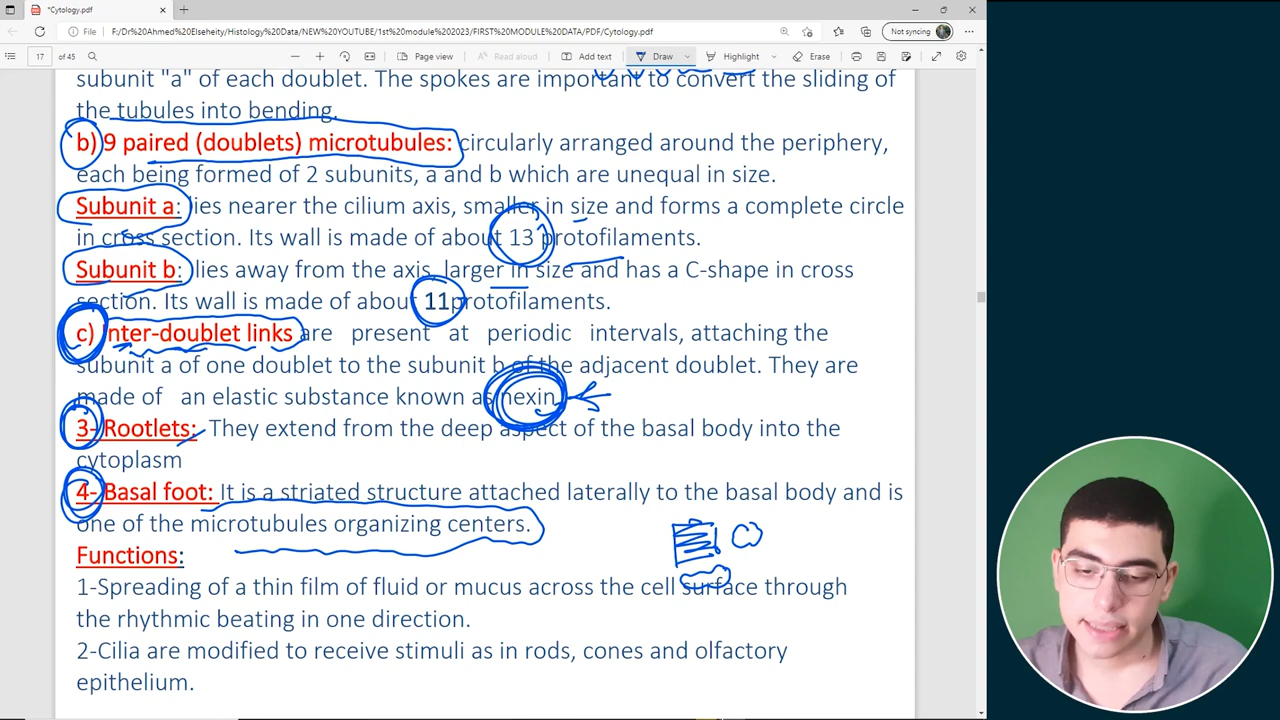 *Cytology.pdf
File
F:/Dr%20Ahmed%20Elseheity/Histology%20Data/NEW%20YOUTUBE/1st%20module%202023/FIRST%20MODULE%20DATA/PDF/Cytology.pdf
Not syncing
17 of 45
Page view
Read aloud
Add text
Draw
Highlight
Erase
subunit "a" of each doublet. The spokes are important to convert the sliding of
the tubules into bending.
b) 9 paired (doublets) microtubules: circularly arranged around the periphery,
each being formed of 2 subunits, a and b which are unequal in size.
Subunit a: lies nearer the cilium axis, smaller in size and forms a complete circle
in cross section. Its wall is made of about 13 protofilaments.
Subunit b: lies away from the axis, larger in size and has a C-shape in cross
section. Its wall is made of about 11protofilaments.
c) Inter-doublet links are present at periodic intervals, attaching the
subunit a of one doublet to the subunit b of the adjacent doublet. They are
made of an elastic substance known as nexin
3- Rootlets: They extend from the deep aspect of the basal body into the
cytoplasm
4- Basal foot: It is a striated structure attached laterally to the basal body and is
one of the microtubules organizing centers.
Functions:
1-Spreading of a thin film of fluid or mucus across the cell surface through
the rhythmic beating in one direction.
2-Cilia are modified to receive stimuli as in rods, cones and olfactory
epithelium.